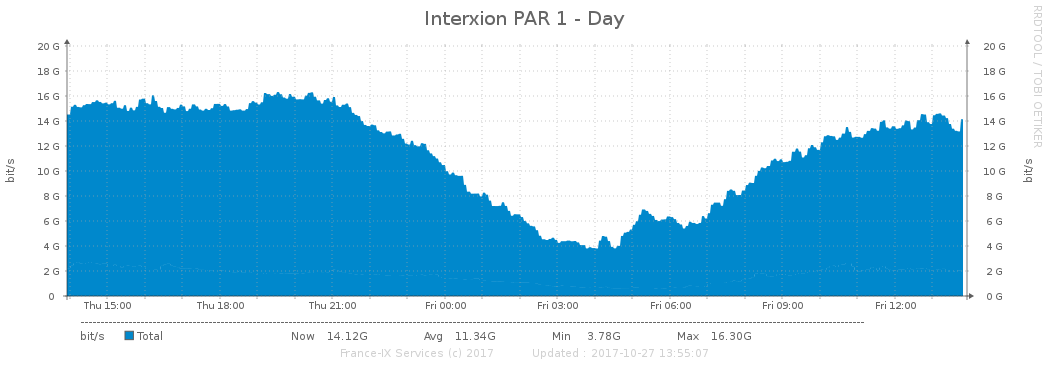 Interxion PAR 1 - Day
RRDTOOL / TOBI OETIKER
20 G 20 G
18 G 18 G
16 G 16 G
14 G 14 G
12 G 12 G
10 G 10 G
8 G 8 G
6 G 6 G
4 G 4 G
2 G 2 G
0 0 G
bit/s
bit/s
Thu 15:00 Thu 18:00 Thu 21:00 Fri 00:00 Fri 03:00 Fri 06:00 Fri 09:00 Fri 12:00
bit/s Total Now 14.12G Avg 11.34G Min 3.78G Max 16.30G
France-IX Services (c) 2017 Updated : 2017-10-27 13:55:07